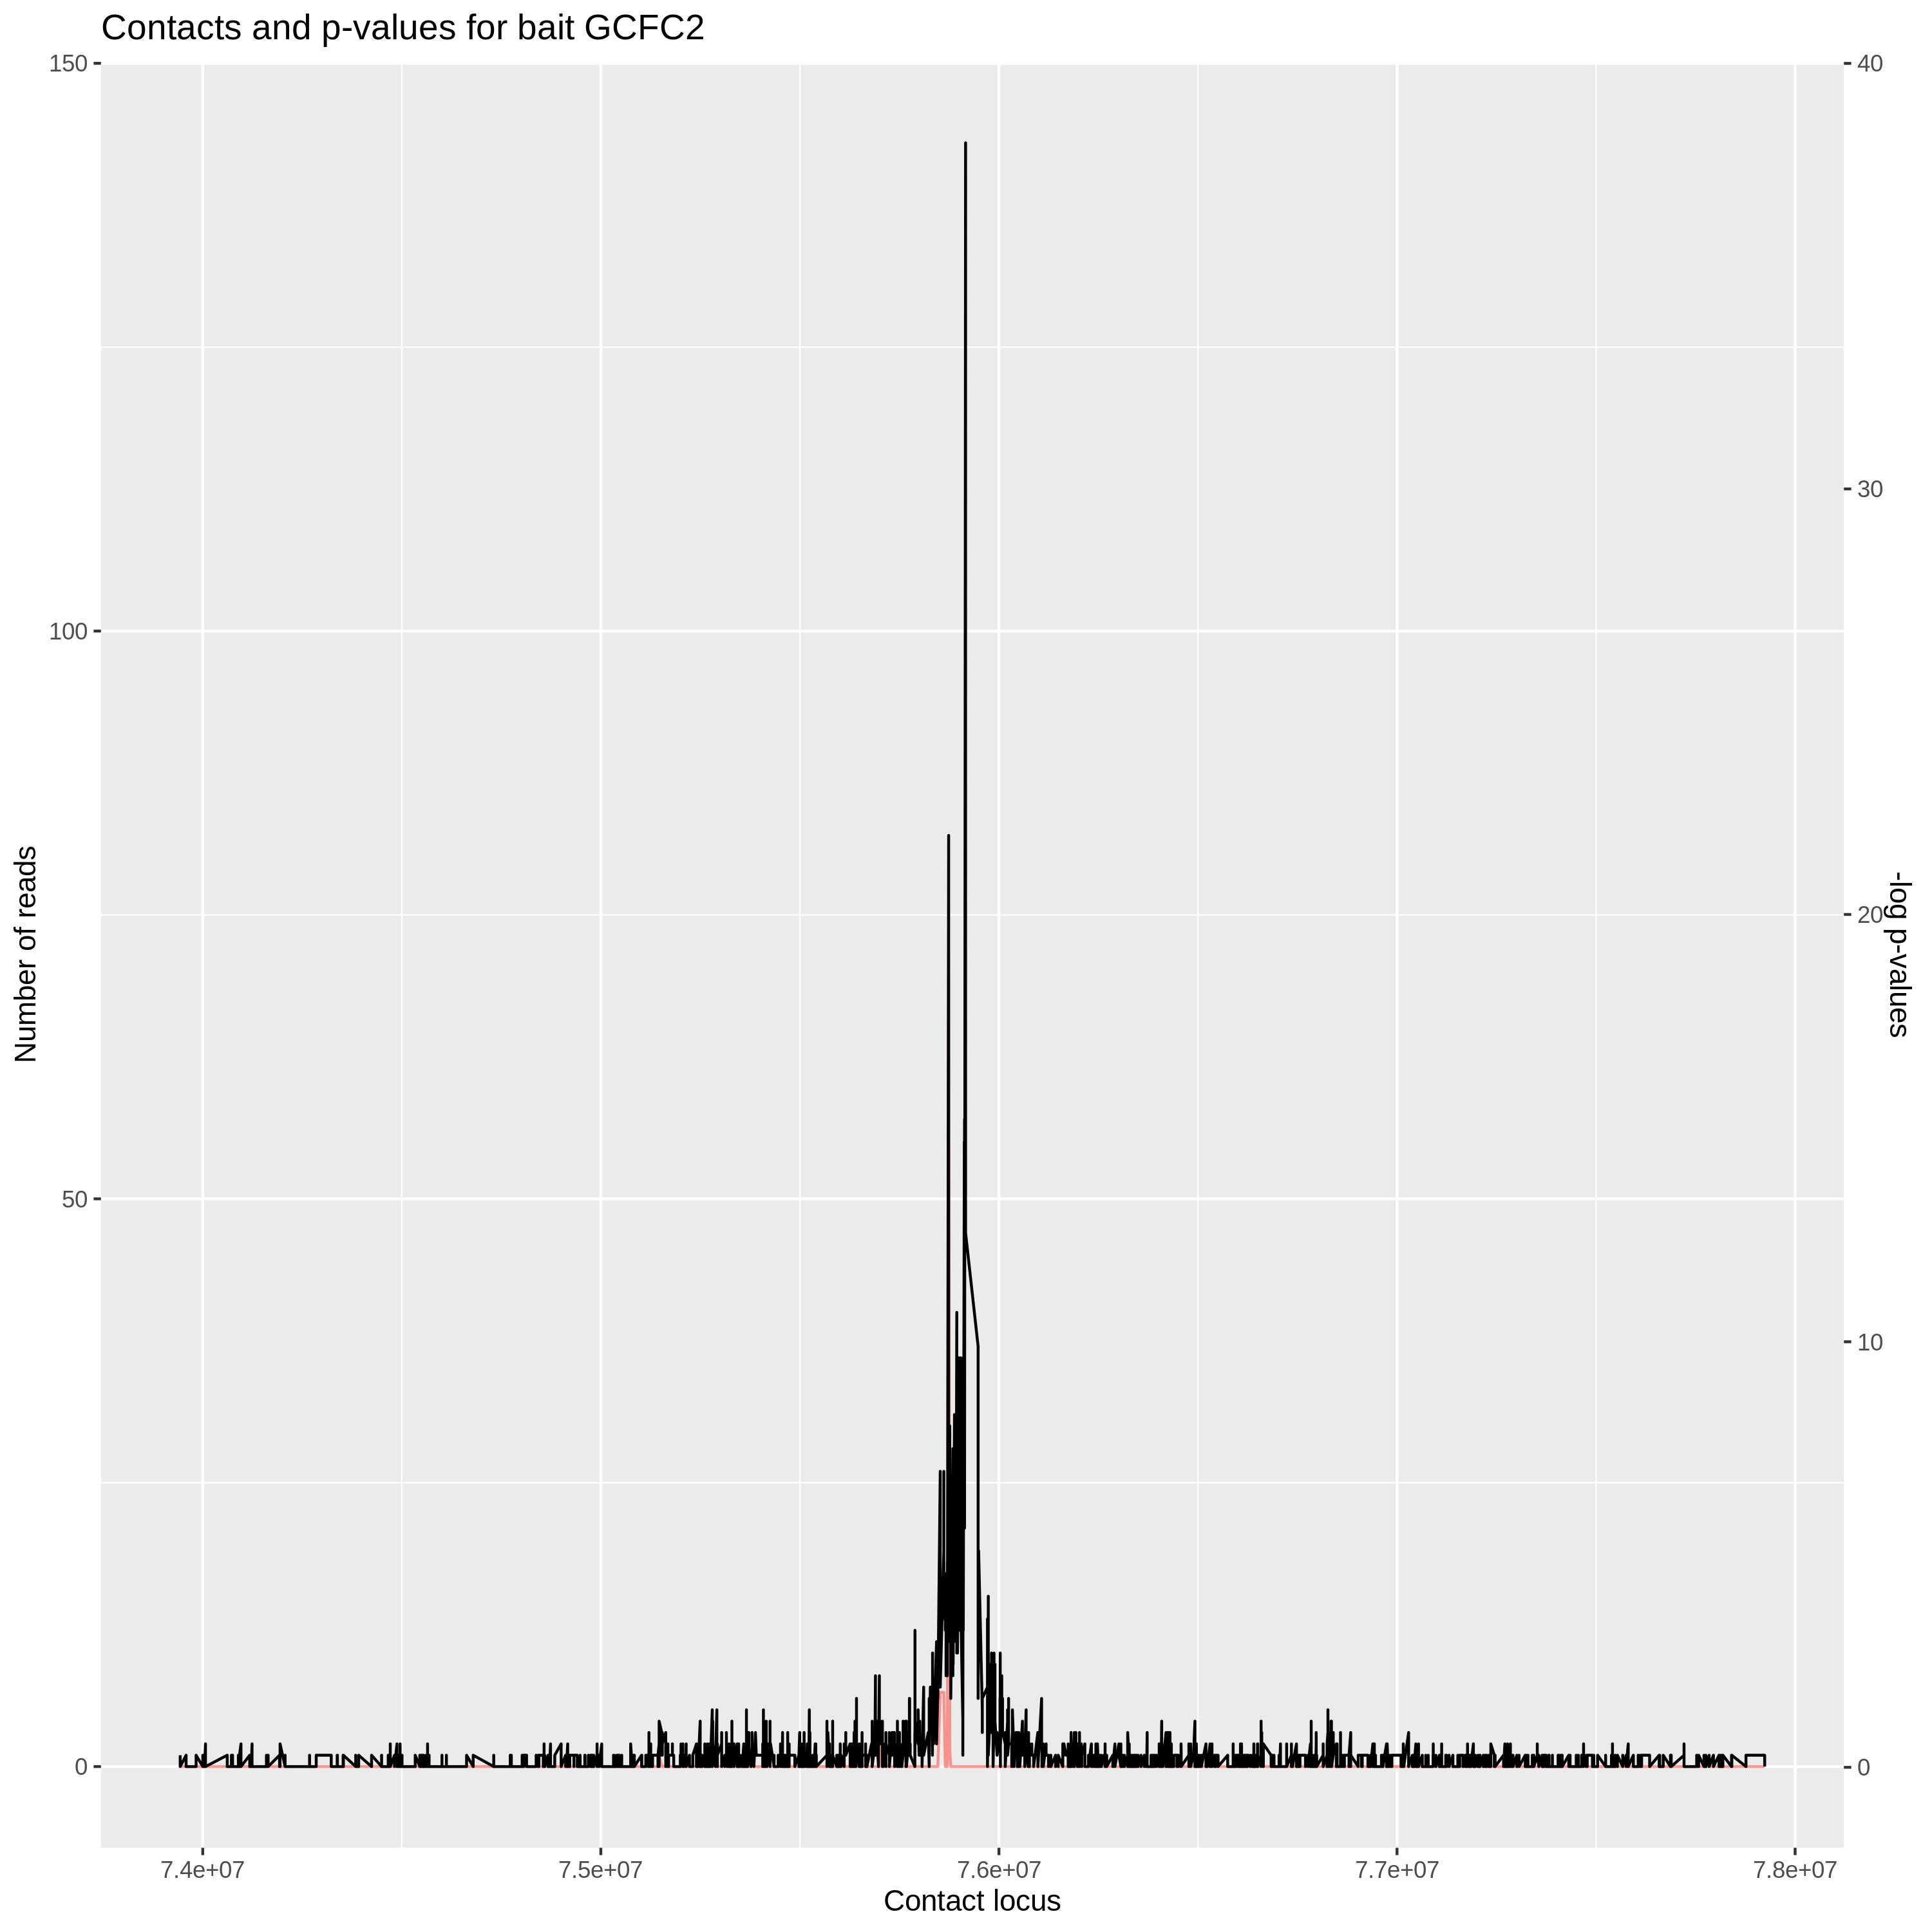 Contacts and p-values for bait GCFC2
150
100
50
0
Number of reads
40
30
20
10
0
-log p-values
7.4e+07
7.5e+07
7.6e+07
7.7e+07
7.8e+07
Contact locus